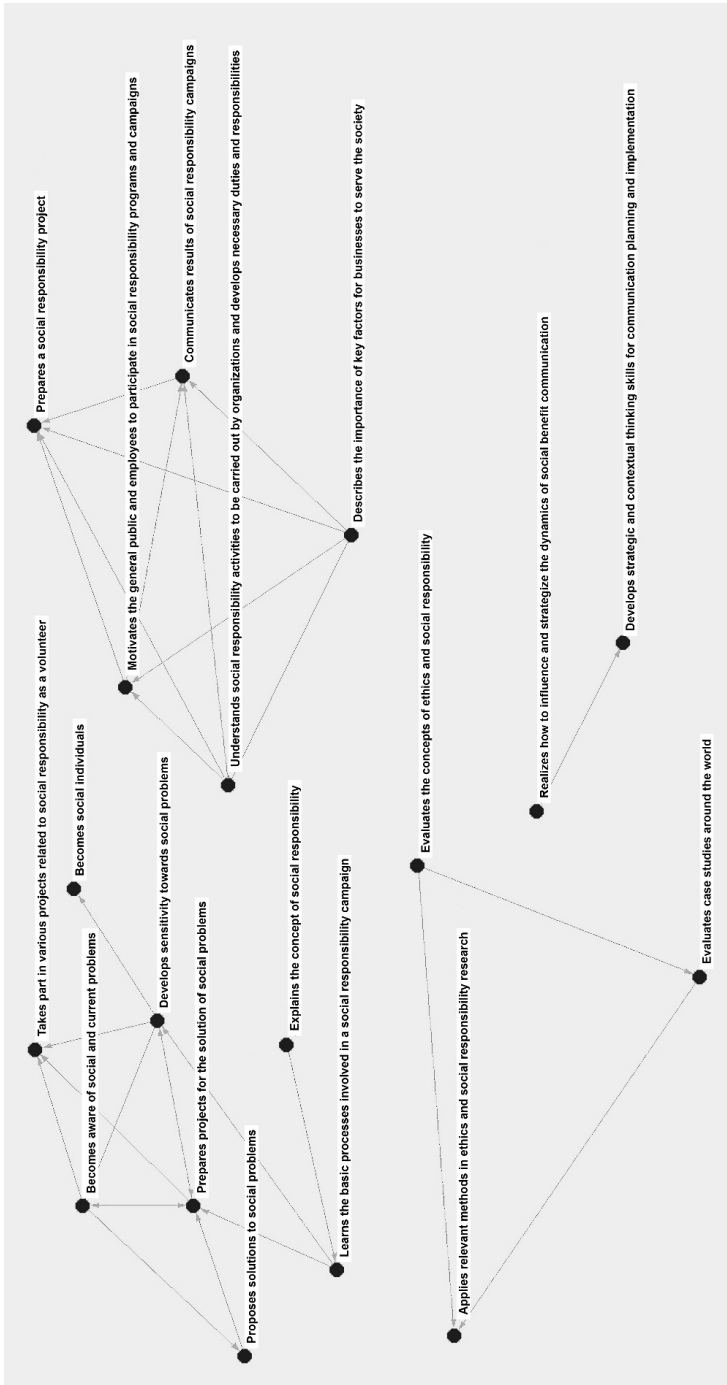 Takes part in various projects related to social responsibility as a volunteer
Becomes social individuals
Becomes aware of social and current problems
Develops sensitivity towards social problems
Prepares projects for the solution of social problems
Proposes solutions to social problems
Explains the concept of social responsibility
Learns the basic processes involved in a social responsibility campaign
Prepares a social responsibility project
Motivates the general public and employees to participate in social responsibility programs and campaigns
Communicates results of social responsibility campaigns
Understands social responsibility activities to be carried out by organizations and develops necessary duties and responsibilities
Describes the importance of key factors for businesses to serve the society
Evaluates the concepts of ethics and social responsibility
Applies relevant methods in ethics and social responsibility research
Realizes how to influence and strategize the dynamics of social benefit communication
Develops strategic and contextual thinking skills for communication planning and implementation
Evaluates case studies around the world